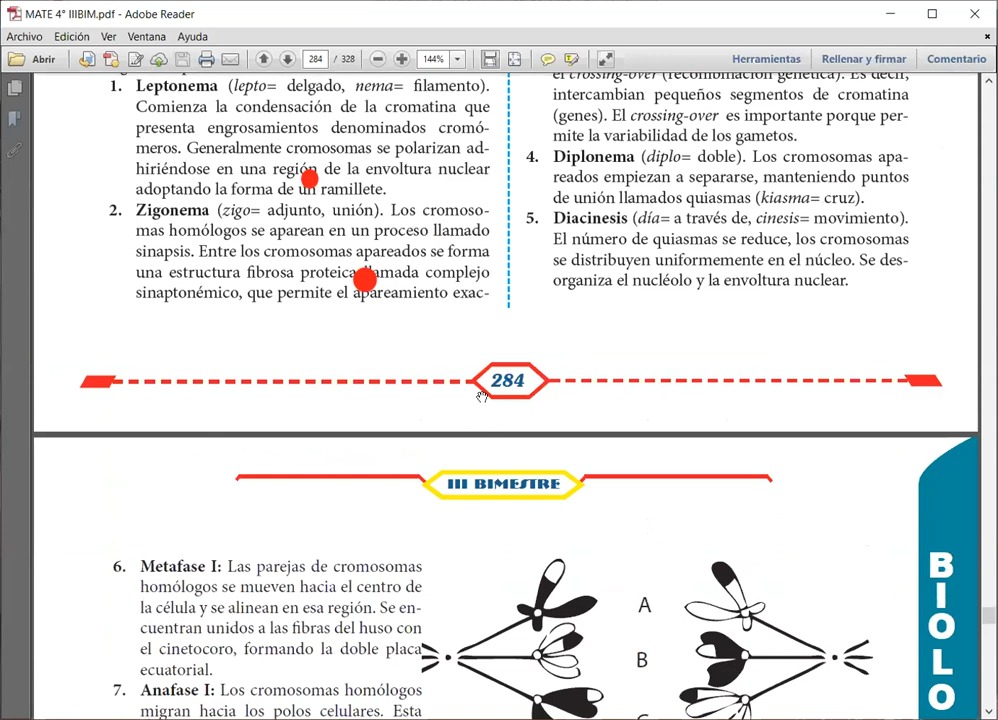 MATE 4° IIIBIM.pdf - Adobe Reader
Archivo Edición Ver Ventana Ayuda
Abrir 284 / 328 144% Herramientas Rellenar y firmar Comentario
1. Leptonema (lepto= delgado, nema= filamento).
Comienza la condensación de la cromatina que
presenta engrosamientos denominados cromó-
meros. Generalmente cromosomas se polarizan ad-
hiriéndose en una región de la envoltura nuclear
adoptando la forma de un ramillete.
2. Zigonema (zigo= adjunto, unión). Los cromoso-
mas homólogos se aparean en un proceso llamado
sinapsis. Entre los cromosomas apareados se forma
una estructura fibrosa proteica llamada complejo
sinaptonémico, que permite el apareamiento exac-
el crossing-over (recombinación genética). Es decir,
intercambian pequeños segmentos de cromatina
(genes). El crossing-over es importante porque per-
mite la variabilidad de los gametos.
4. Diplonema (diplo= doble). Los cromosomas apa-
reados empiezan a separarse, manteniendo puntos
de unión llamados quiasmas (kiasma= cruz).
5. Diacinesis (día= a través de, cinesis= movimiento).
El número de quiasmas se reduce, los cromosomas
se distribuyen uniformemente en el núcleo. Se des-
organiza el nucléolo y la envoltura nuclear.
284
III BIMESTRE
6. Metafase I: Las parejas de cromosomas
homólogos se mueven hacia el centro de
la célula y se alinean en esa región. Se en-
cuentran unidos a las fibras del huso con
el cinetocoro, formando la doble placa
ecuatorial.
7. Anafase I: Los cromosomas homólogos
migran hacia los polos celulares. Esta
A
B
C
B
I
O
L
O